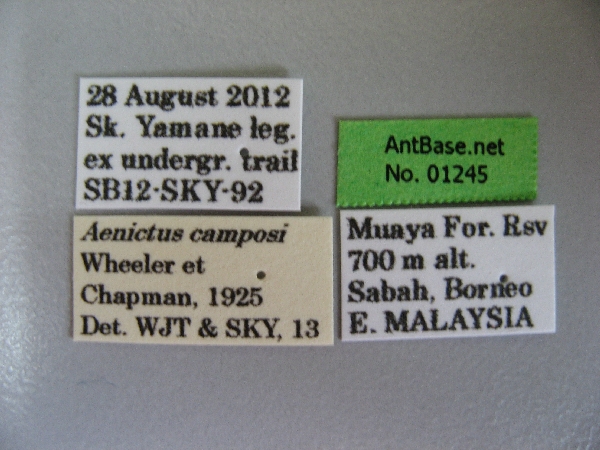 28 August 2012
Sk. Yamane leg.
ex undergr. trail
SB12-SKY-92
AntBase.net
No. 01245
Aenictus camposi
Wheeler et
Chapman, 1925
Det. WJT & SKY, 13
Muaya For. Rsv
700 m alt.
Sabah, Borneo
E. MALAYSIA